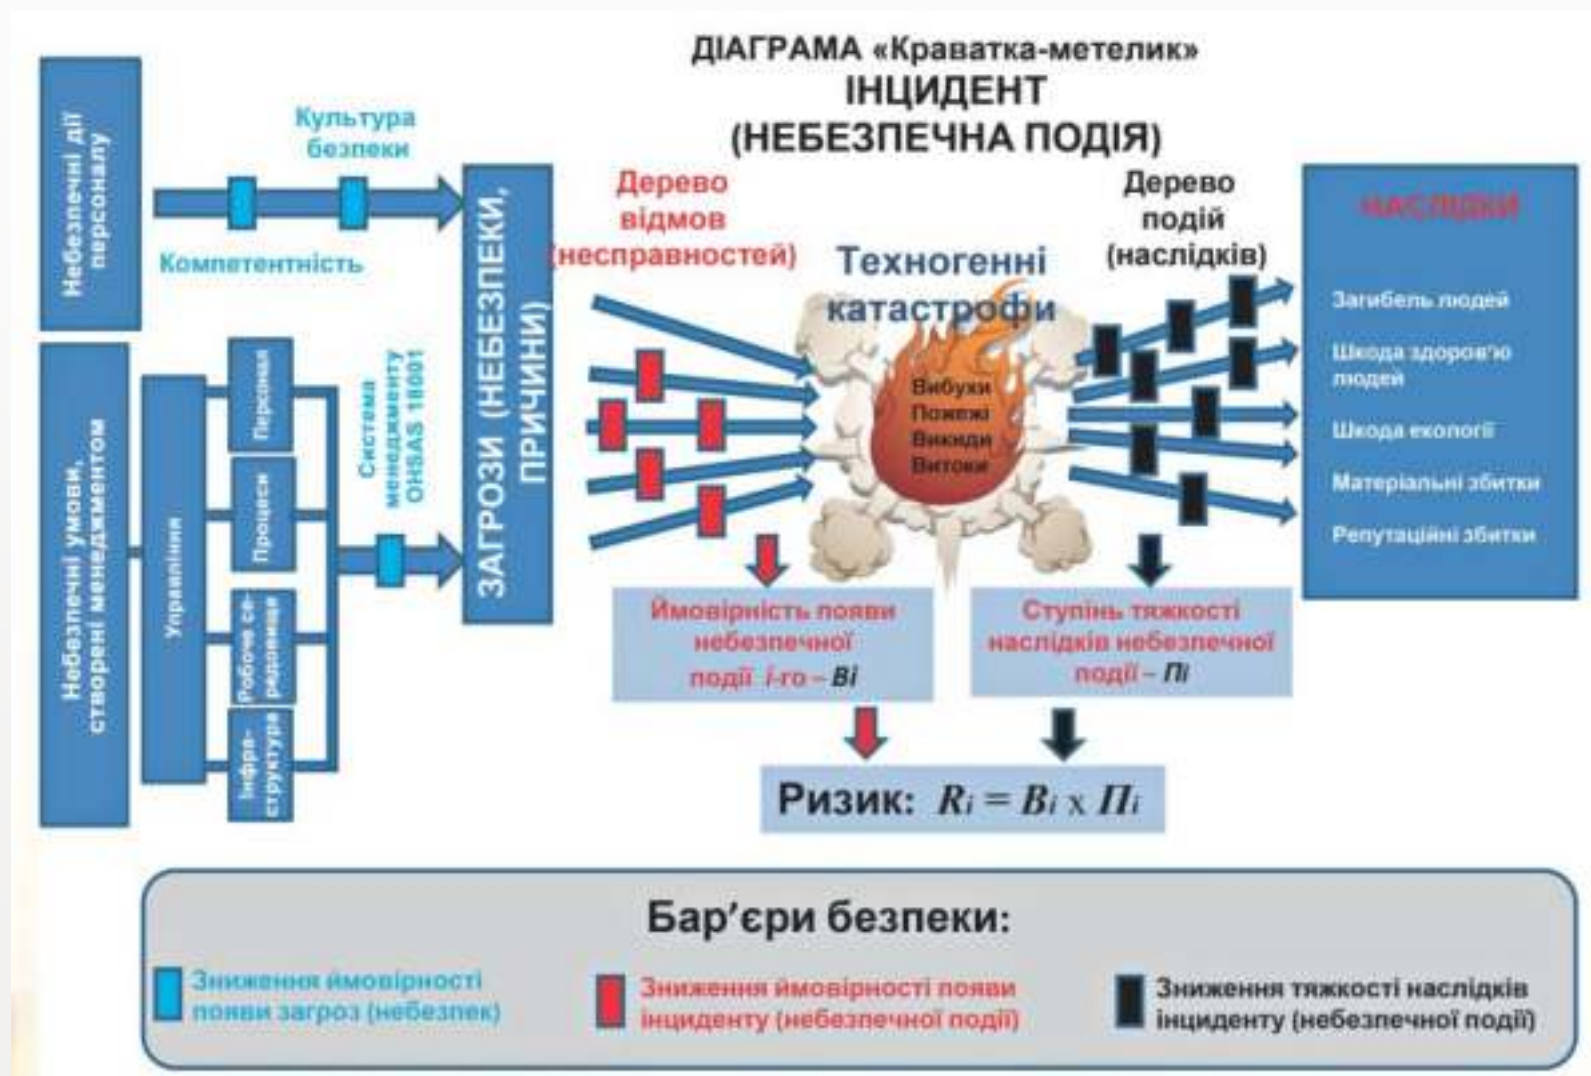 ДІАГРАМА «Краватка-метелик»
ІНЦИДЕНТ
(НЕБЕЗПЕЧНА ПОДІЯ)
Небезпечні дії
персоналу
Культура
безпеки
Компетентність
Небезпечні умови,
створені менеджментом
Управління
Персонал
Процеси
Робоче се-
редовище
Інфра-
структура
Система
менеджменту
OHSAS 18001
ЗАГРОЗИ (НЕБЕЗПЕКИ,
ПРИЧИНИ)
Дерево
відмов
(несправностей)
Техногенні
катастрофи
Вибухи
Пожежі
Викиди
Витоки
Дерево
подій
(наслідків)
НАСЛІДКИ
Загибель людей
Шкода здоров’ю
людей
Шкода екології
Матеріальні збитки
Репутаційні збитки
Ймовірність появи
небезпечної
події і-го – Ві
Ступінь тяжкості
наслідків небезпечної
події – Пі
Ризик: Ri = Bi x Пi
Бар’єри безпеки:
Зниження ймовірності
появи загроз (небезпек)
Зниження ймовірності появи
інциденту (небезпечної події)
Зниження тяжкості наслідків
інциденту (небезпечної події)